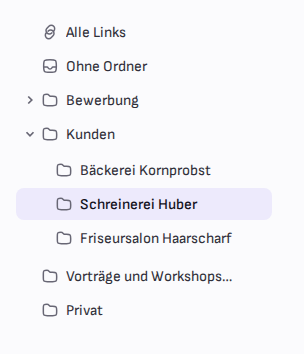 Alle Links
Ohne Ordner
Bewerbung
Kunden
Bäckerei Kornprobst
Schreinerei Huber
Friseursalon Haarscharf
Vorträge und Workshops...
Privat